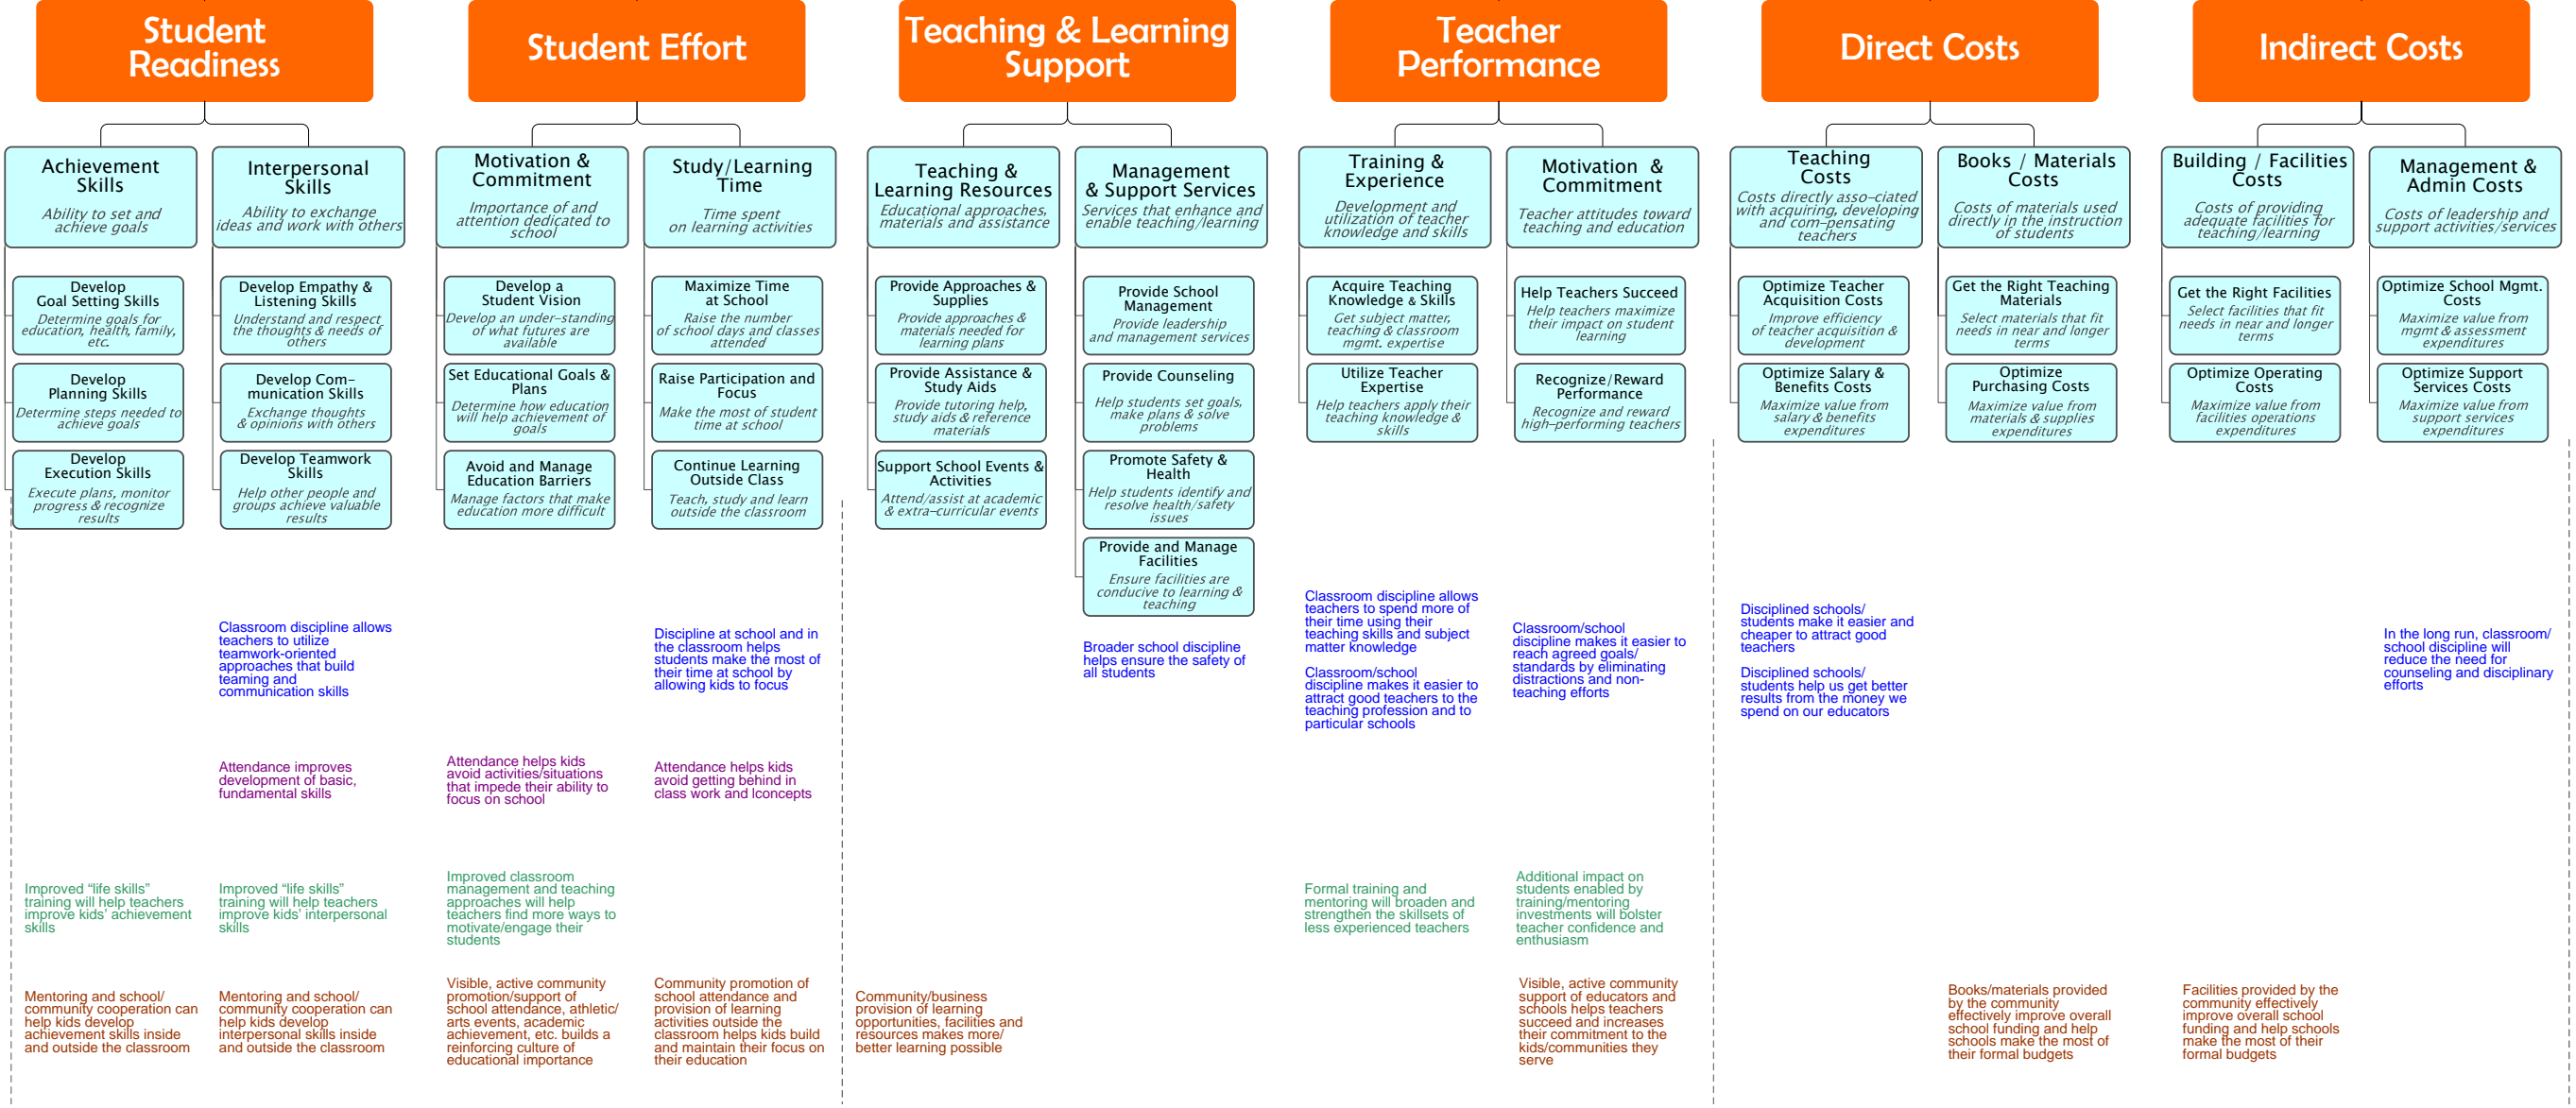 Student
Readiness
Student Effort
Teaching & Learning
Support
Teacher
Performance
Direct Costs
Indirect Costs
Achievement
Skills
Ability to set and
achieve goals
Interpersonal
Skills
Ability to exchange
ideas and work with others
Motivation &
Commitment
Importance of and
attention dedicated to
school
Study/Learning
Time
Time spent
on learning activities
Teaching &
Learning Resources
Educational approaches,
materials and assistance
Management
& Support Services
Services that enhance and
enable teaching/learning
Training &
Experience
Development and
utilization of teacher
knowledge and skills
Motivation &
Commitment
Teacher attitudes toward
teaching and education
Teaching
Costs
Costs directly asso-ciated
with acquiring, developing
and com-pensating
teachers
Books / Materials
Costs
Costs of materials used
directly in the instruction
of students
Building / Facilities
Costs
Costs of providing
adequate facilities for
teaching/learning
Management &
Admin Costs
Costs of leadership and
support activities/services
Develop
Goal Setting Skills
Determine goals for
education, health, family,
etc.
Develop Empathy &
Listening Skills
Understand and respect
the thoughts & needs of
others
Develop a
Student Vision
Develop an under-standing
of what futures are
available
Maximize Time
at School
Raise the number
of school days and classes
attended
Provide Approaches &
Supplies
Provide approaches &
materials needed for
learning plans
Provide School
Management
Provide leadership
and management services
Acquire Teaching
Knowledge & Skills
Get subject matter,
teaching & classroom
mgmt. expertise
Help Teachers Succeed
Help teachers maximize
their impact on student
learning
Optimize Teacher
Acquisition Costs
Improve efficiency
of teacher acquisition &
development
Get the Right Teaching
Materials
Select materials that fit
needs in near and longer
terms
Get the Right Facilities
Select facilities that fit
needs in near and longer
terms
Optimize School Mgmt.
Costs
Maximize value from
mgmt & assessment
expenditures
Develop
Planning Skills
Determine steps needed to
achieve goals
Develop Com-
munication Skills
Exchange thoughts
& opinions with others
Set Educational Goals &
Plans
Determine how education
will help achievement of
goals
Raise Participation and
Focus
Make the most of student
time at school
Provide Assistance &
Study Aids
Provide tutoring help,
study aids & reference
materials
Provide Counseling
Help students set goals,
make plans & solve
problems
Utilize Teacher
Expertise
Help teachers apply their
teaching knowledge &
skills
Recognize/Reward
Performance
Recognize and reward
high-performing teachers
Optimize Salary &
Benefits Costs
Maximize value from
salary & benefits
expenditures
Optimize
Purchasing Costs
Maximize value from
materials & supplies
expenditures
Optimize Operating
Costs
Maximize value from
facilities operations
expenditures
Optimize Support
Services Costs
Maximize value from
support services
expenditures
Develop
Execution Skills
Execute plans, monitor
progress & recognize
results
Develop Teamwork
Skills
Help other people and
groups achieve valuable
results
Avoid and Manage
Education Barriers
Manage factors that make
education more difficult
Continue Learning
Outside Class
Teach, study and learn
outside the classroom
Support School Events &
Activities
Attend/assist at academic
& extra-curricular events
Promote Safety &
Health
Help students identify and
resolve health/safety
issues
Provide and Manage
Facilities
Ensure facilities are
conducive to learning &
teaching
Classroom discipline allows
teachers to utilize
teamwork-oriented
approaches that build
teaming and
communication skills
Discipline at school and in
the classroom helps
students make the most of
their time at school by
allowing kids to focus
Broader school discipline
helps ensure the safety of
all students
Classroom discipline allows
teachers to spend more of
their time using their
teaching skills and subject
matter knowledge
Classroom/school
discipline makes it easier to
attract good teachers to the
teaching profession and to
particular schools
Classroom/school
discipline makes it easier to
reach agreed goals/
standards by eliminating
distractions and non-
teaching efforts
Disciplined schools/
students make it easier and
cheaper to attract good
teachers
Disciplined schools/
students help us get better
results from the money we
spend on our educators
In the long run, classroom/
school discipline will
reduce the need for
counseling and disciplinary
efforts
Attendance improves
development of basic,
fundamental skills
Attendance helps kids
avoid activities/situations
that impede their ability to
focus on school
Attendance helps kids
avoid getting behind in
class work and lconcepts
Improved “life skills”
training will help teachers
improve kids’ achievement
skills
Improved “life skills”
training will help teachers
improve kids’ interpersonal
skills
Improved classroom
management and teaching
approaches will help
teachers find more ways to
motivate/engage their
students
Formal training and
mentoring will broaden and
strengthen the skillsets of
less experienced teachers
Additional impact on
students enabled by
training/mentoring
investments will bolster
teacher confidence and
enthusiasm
Mentoring and school/
community cooperation can
help kids develop
achievement skills inside
and outside the classroom
Mentoring and school/
community cooperation can
help kids develop
interpersonal skills inside
and outside the classroom
Visible, active community
promotion/support of
school attendance, athletic/
arts events, academic
achievement, etc. builds a
reinforcing culture of
educational importance
Community promotion of
school attendance and
provision of learning
activities outside the
classroom helps kids build
and maintain their focus on
their education
Community/business
provision of learning
opportunities, facilities and
resources makes more/
better learning possible
Visible, active community
support of educators and
schools helps teachers
succeed and increases
their commitment to the
kids/communities they
serve
Books/materials provided
by the community
effectively improve overall
school funding and help
schools make the most of
their formal budgets
Facilities provided by the
community effectively
improve overall school
funding and help schools
make the most of their
formal budgets